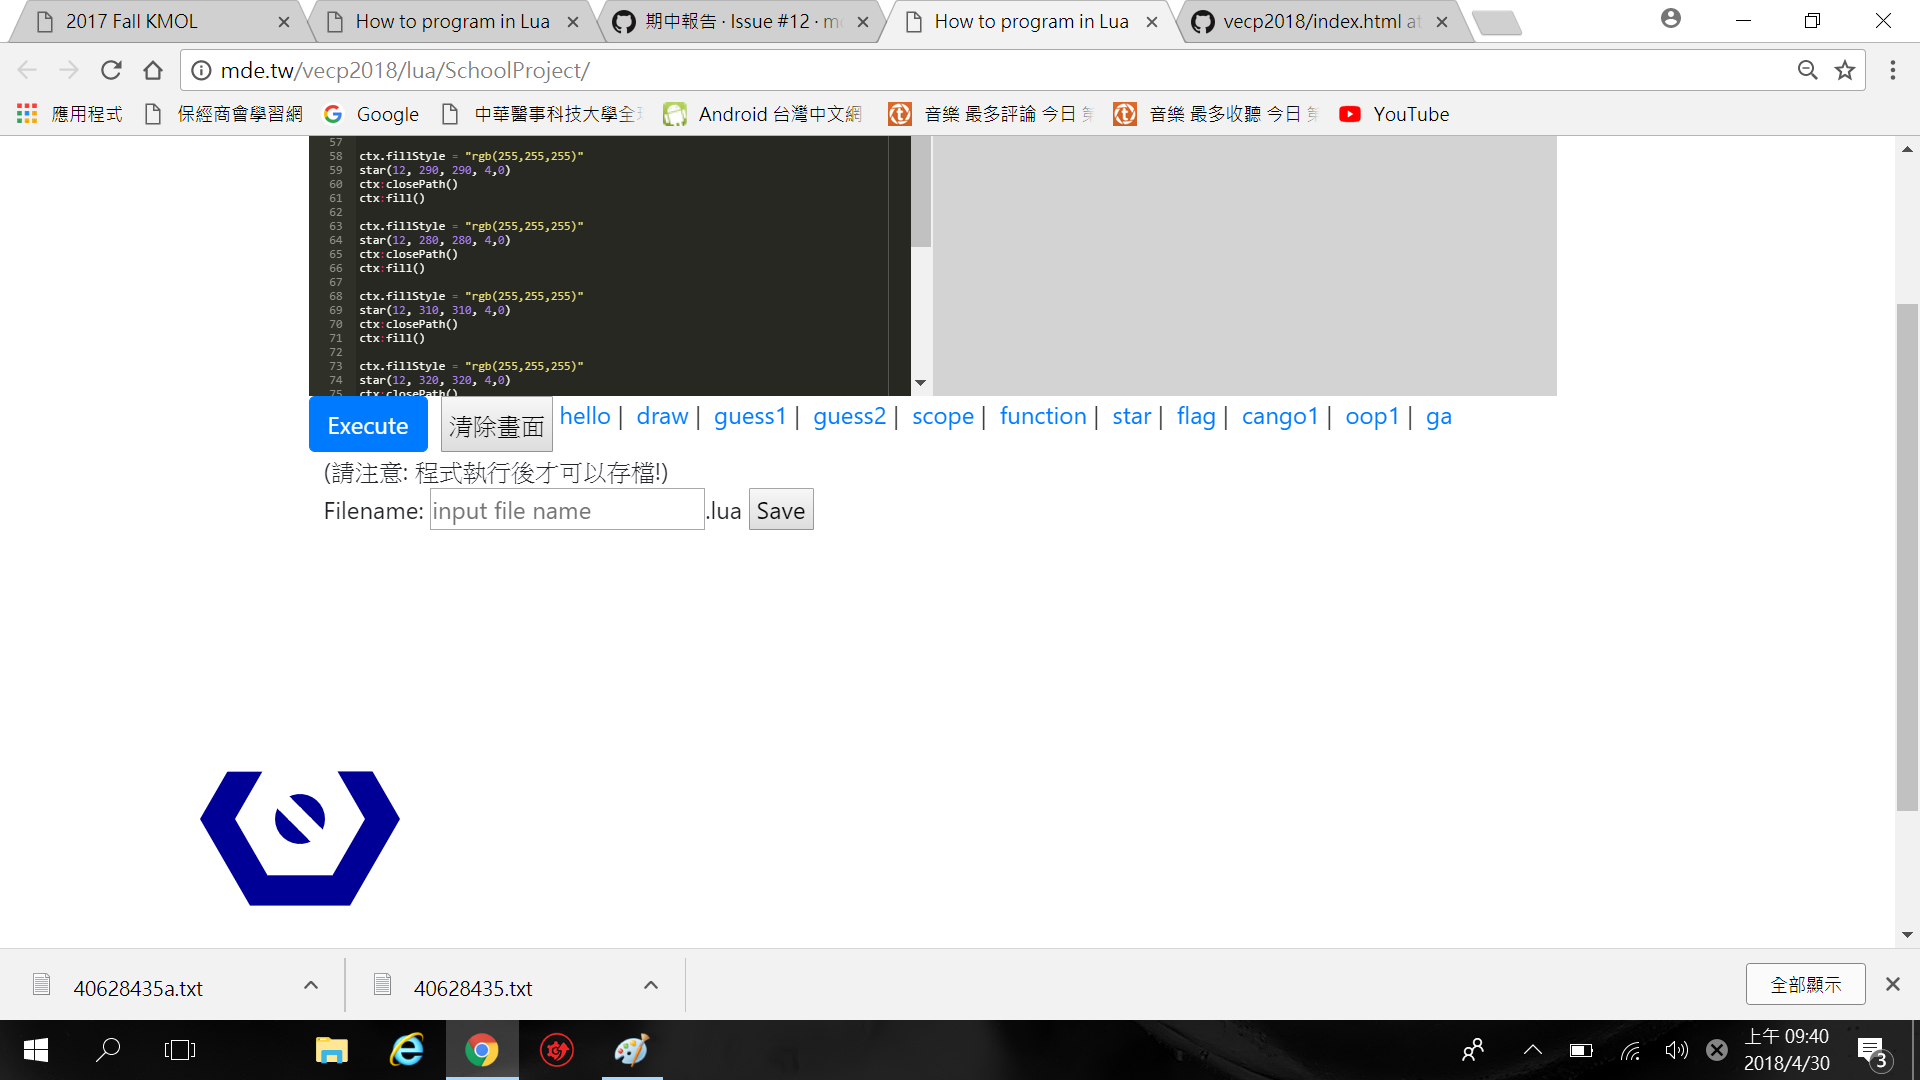 2017 Fall KMOL
How to program in Lua
期中報告 · Issue #12 · m
How to program in Lua
vecp2018/index.html at
mde.tw/vecp2018/lua/SchoolProject/
應用程式
保經商會學習網
Google
中華醫事科技大學全
Android 台灣中文網
音樂 最多評論 今日
音樂 最多收聽 今日
YouTube
57
58 ctx.fillStyle = "rgb(255,255,255)"
59 star(12, 290, 290, 4,0)
60 ctx:closePath()
61 ctx:fill()
62
63 ctx.fillStyle = "rgb(255,255,255)"
64 star(12, 280, 280, 4,0)
65 ctx:closePath()
66 ctx:fill()
67
68 ctx.fillStyle = "rgb(255,255,255)"
69 star(12, 310, 310, 4,0)
70 ctx:closePath()
71 ctx:fill()
72
73 ctx.fillStyle = "rgb(255,255,255)"
74 star(12, 320, 320, 4,0)
75 ctx:closePath()
Execute 清除畫面 hello | draw | guess1 | guess2 | scope | function | star | flag | cango1 | oop1 | ga
(請注意: 程式執行後才可以存檔!)
Filename: input file name .lua Save
40628435a.txt
40628435.txt
全部顯示
上午 09:40
2018/4/30
3